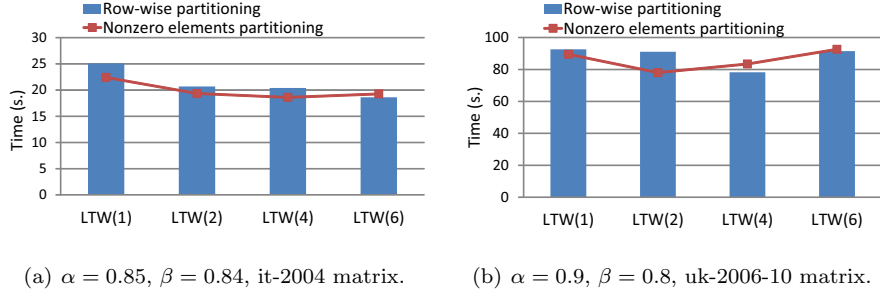 Row-wise partitioning
Nonzero elements partitioning
30
25
20
15
10
5
0
Time (s.)
LTW(1) LTW(2) LTW(4) LTW(6)
(a) α = 0.85, β = 0.84, it-2004 matrix.
Row-wise partitioning
Nonzero elements partitioning
100
80
60
40
20
0
Time (s.)
LTW(1) LTW(2) LTW(4) LTW(6)
(b) α = 0.9, β = 0.8, uk-2006-10 matrix.